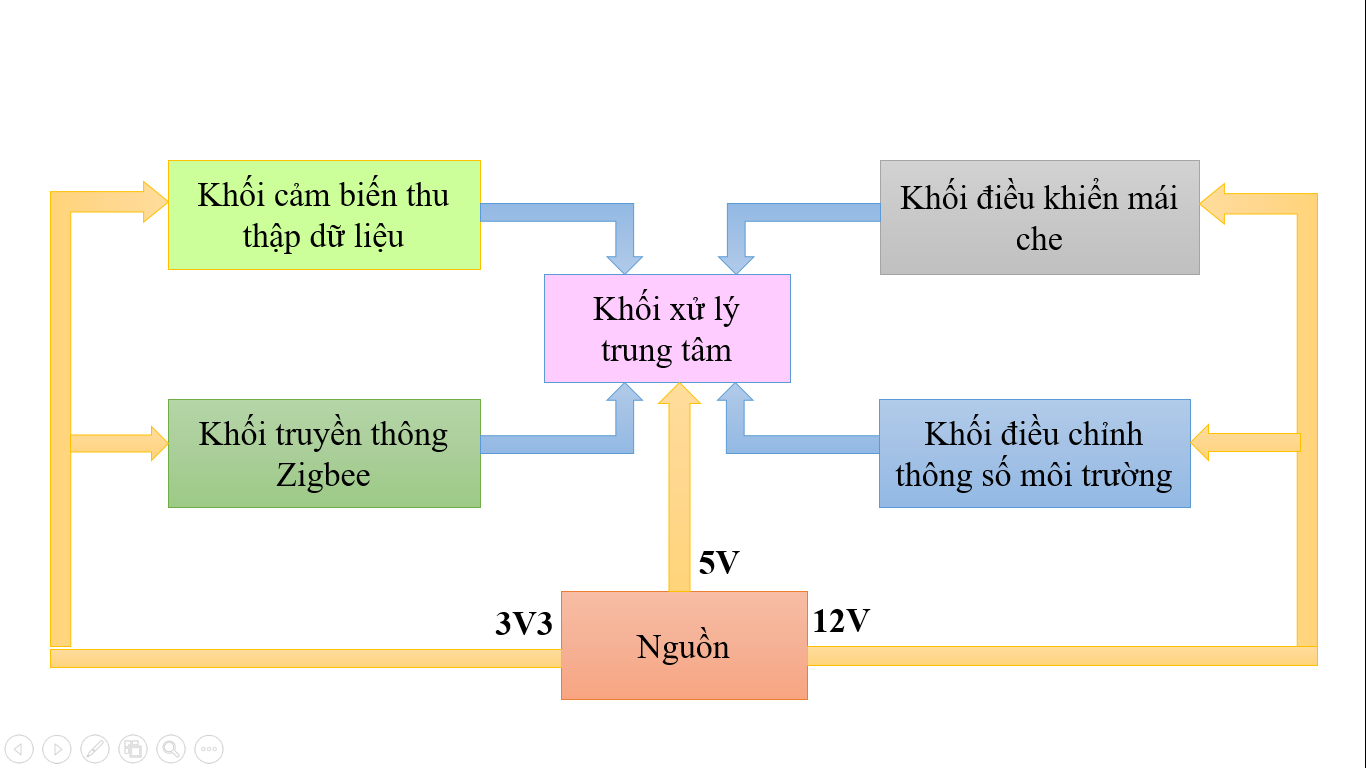 Khối cảm biến thu
thập dữ liệu
Khối điều khiển mái
che
Khối xử lý
trung tâm
Khối truyền thông
Zigbee
Khối điều chỉnh
thông số môi trường
5V
3V3
12V
Nguồn